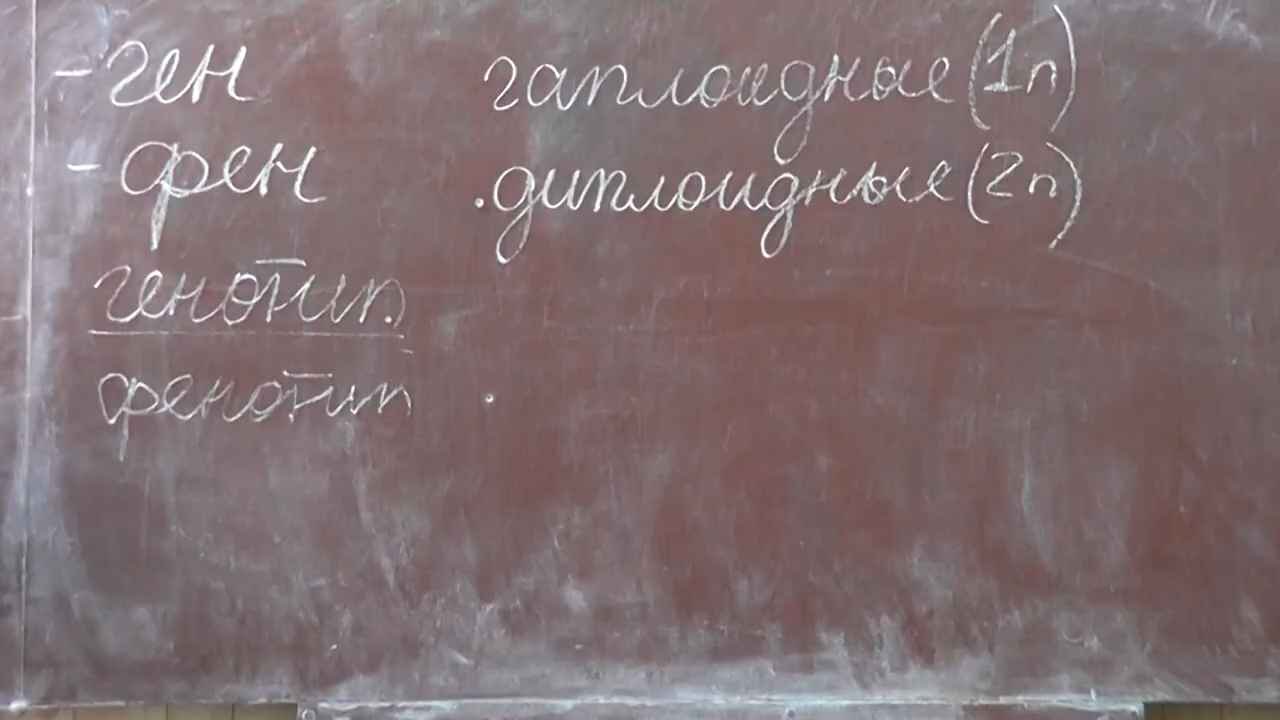 - ген
- фен
генотип
фенотип
гаплоидные (1n)
.диплоидные (2n)